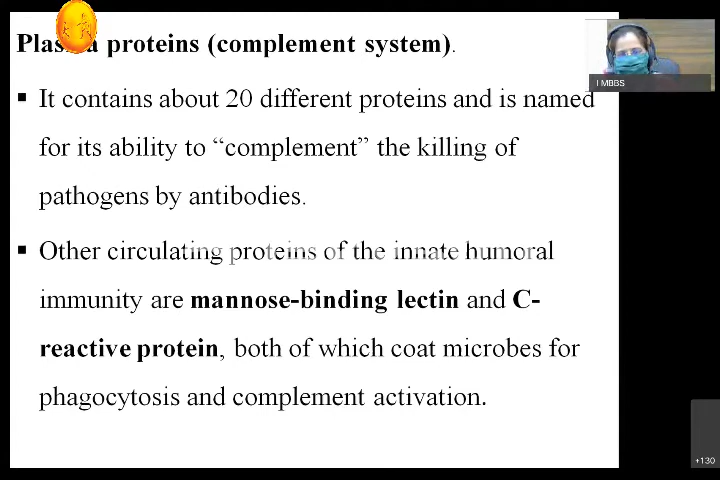 Plasma proteins (complement system).
▪ It contains about 20 different proteins and is named
for its ability to “complement” the killing of
pathogens by antibodies.
▪ Other circulating proteins of the innate humoral
immunity are mannose-binding lectin and C-
reactive protein, both of which coat microbes for
phagocytosis and complement activation.
I MBBS
+130